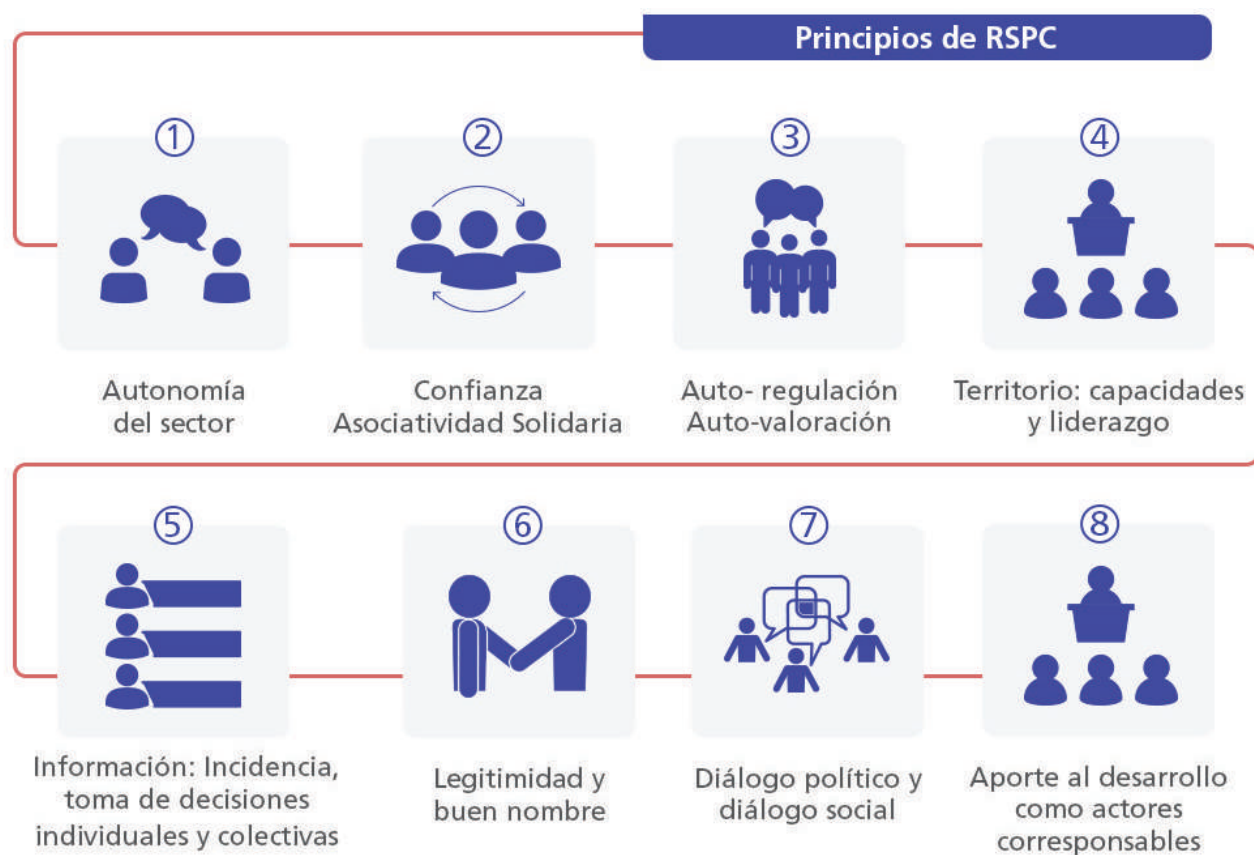 Principios de RSPC
1
Autonomía
del sector
2
Confianza
Asociatividad Solidaria
3
Auto- regulación
Auto-valoración
4
Territorio: capacidades
y liderazgo
5
Información: Incidencia,
toma de decisiones
individuales y colectivas
6
Legitimidad y
buen nombre
7
Diálogo político y
diálogo social
8
Aporte al desarrollo
como actores
corresponsables